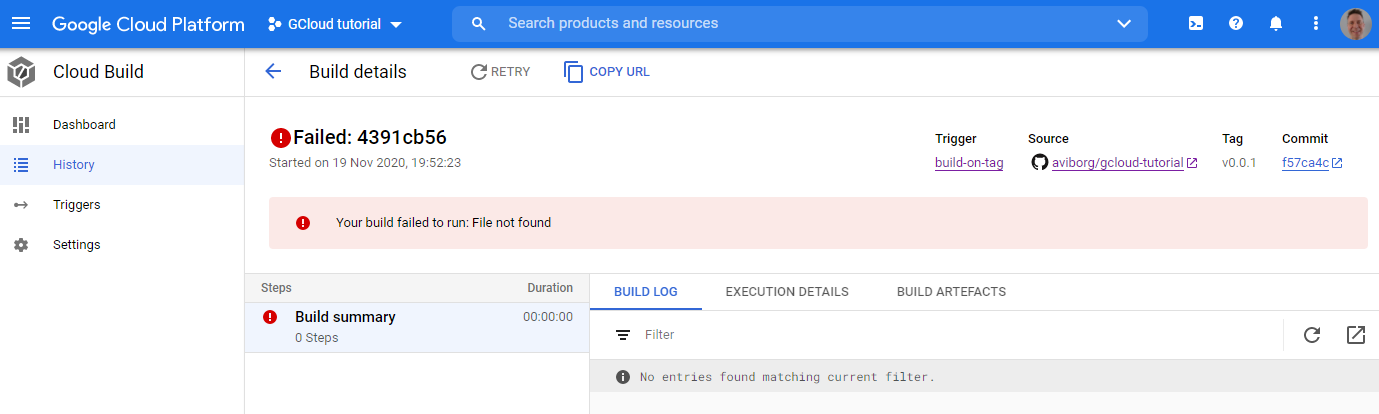 Google Cloud Platform GCloud tutorial Search products and resources
Cloud Build Build details RETRY COPY URL
Dashboard
History
Triggers
Settings
Failed: 4391cb56
Started on 19 Nov 2020, 19:52:23
Trigger Source Tag Commit
build-on-tag aviborg/gcloud-tutorial v0.0.1 f57ca4c
Your build failed to run: File not found
Steps Duration
Build summary 00:00:00
0 Steps
BUILD LOG EXECUTION DETAILS BUILD ARTEFACTS
Filter
No entries found matching current filter.